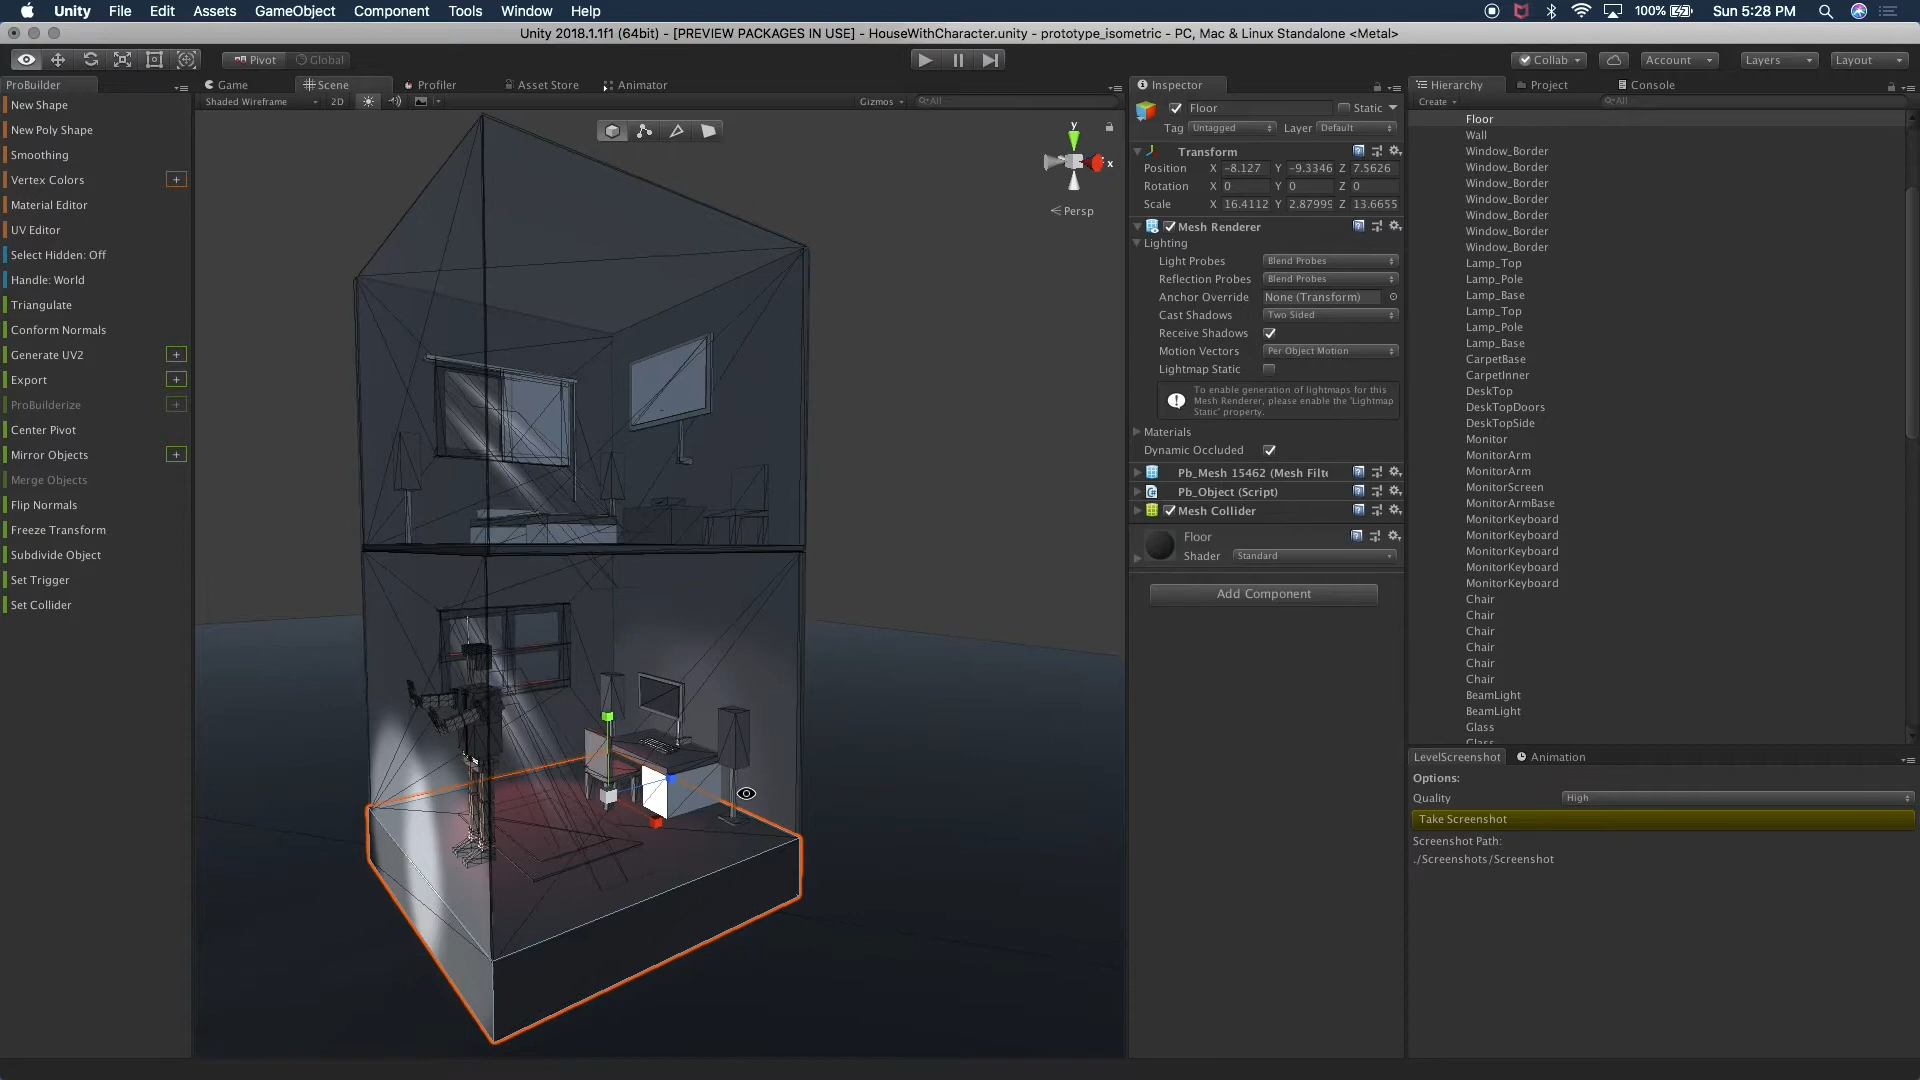 Unity File Edit Assets GameObject Component Tools Window Help 100% Sun 5:28 PM
Unity 2018.1.1f1 (64bit) - [PREVIEW PACKAGES IN USE] - HouseWithCharacter.unity - prototype_isometric - PC, Mac & Linux Standalone <Metal>
Pivot Global Collab Account Layers Layout
ProBuilder
New Shape
New Poly Shape
Smoothing
Vertex Colors +
Material Editor
UV Editor
Select Hidden: Off
Handle: World
Triangulate
Conform Normals
Generate UV2 +
Export +
ProBuilderize +
Center Pivot
Mirror Objects +
Merge Objects
Flip Normals
Freeze Transform
Subdivide Object
Set Trigger
Set Collider
Game Scene Profiler Asset Store Animator
Shaded Wireframe 2D Gizmos All
y
x
Persp
Inspector
Floor Static
Tag Untagged Layer Default
Transform
Position X -8.127 Y -9.3346 Z 7.5626
Rotation X 0 Y 0 Z 0
Scale X 16.4112 Y 2.87999 Z 13.6655
Mesh Renderer
Lighting
Light Probes Blend Probes
Reflection Probes Blend Probes
Anchor Override None (Transform)
Cast Shadows Two Sided
Receive Shadows
Motion Vectors Per Object Motion
Lightmap Static
To enable generation of lightmaps for this
Mesh Renderer, please enable the 'Lightmap
Static' property.
Materials
Dynamic Occluded
Pb_Mesh 15462 (Mesh Filte
Pb_Object (Script)
Mesh Collider
Floor
Shader Standard
Add Component
Hierarchy Project Console
Create All
Floor
Wall
Window_Border
Window_Border
Window_Border
Window_Border
Window_Border
Window_Border
Window_Border
Lamp_Top
Lamp_Pole
Lamp_Base
Lamp_Top
Lamp_Pole
Lamp_Base
CarpetBase
CarpetInner
DeskTop
DeskTopDoors
DeskTopSide
Monitor
MonitorArm
MonitorArm
MonitorScreen
MonitorArmBase
MonitorKeyboard
MonitorKeyboard
MonitorKeyboard
MonitorKeyboard
MonitorKeyboard
Chair
Chair
Chair
Chair
Chair
Chair
BeamLight
BeamLight
Glass
Glass
LevelScreenshot Animation
Options:
Quality High
Take Screenshot
Screenshot Path:
./Screenshots/Screenshot